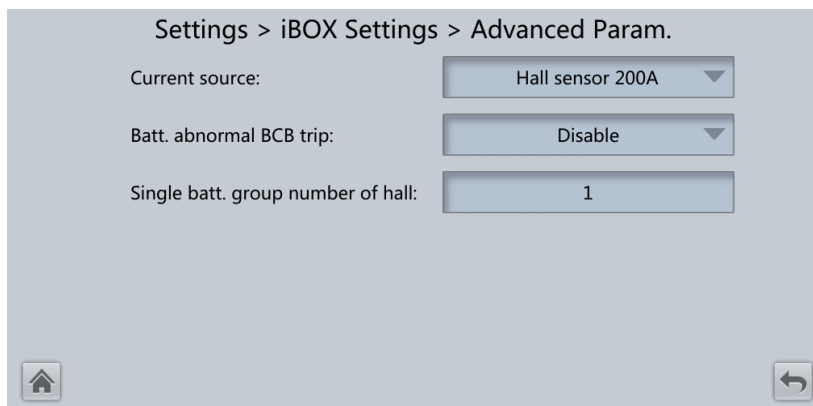 Settings > iBOX Settings > Advanced Param.
Current source: Hall sensor 200A
Batt. abnormal BCB trip: Disable
Single batt. group number of hall: 1